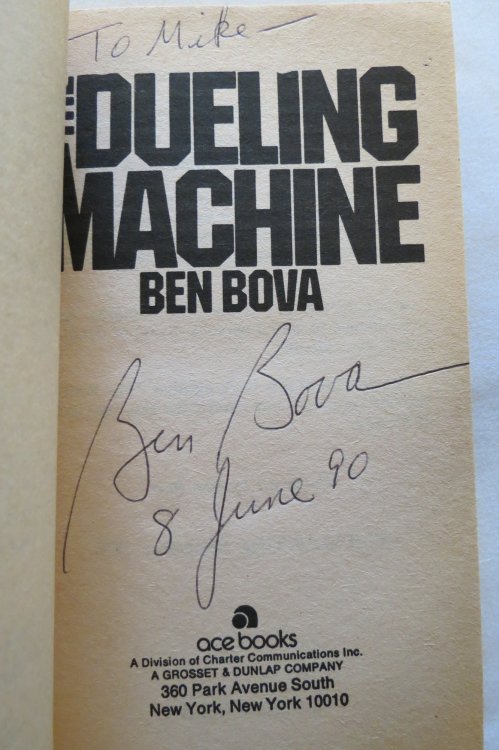 To Mike —
THE
DUELING
MACHINE
BEN BOVA
Ben Bova
8 June 90
ace books
A Division of Charter Communications Inc.
A GROSSET & DUNLAP COMPANY
360 Park Avenue South
New York, New York 10010